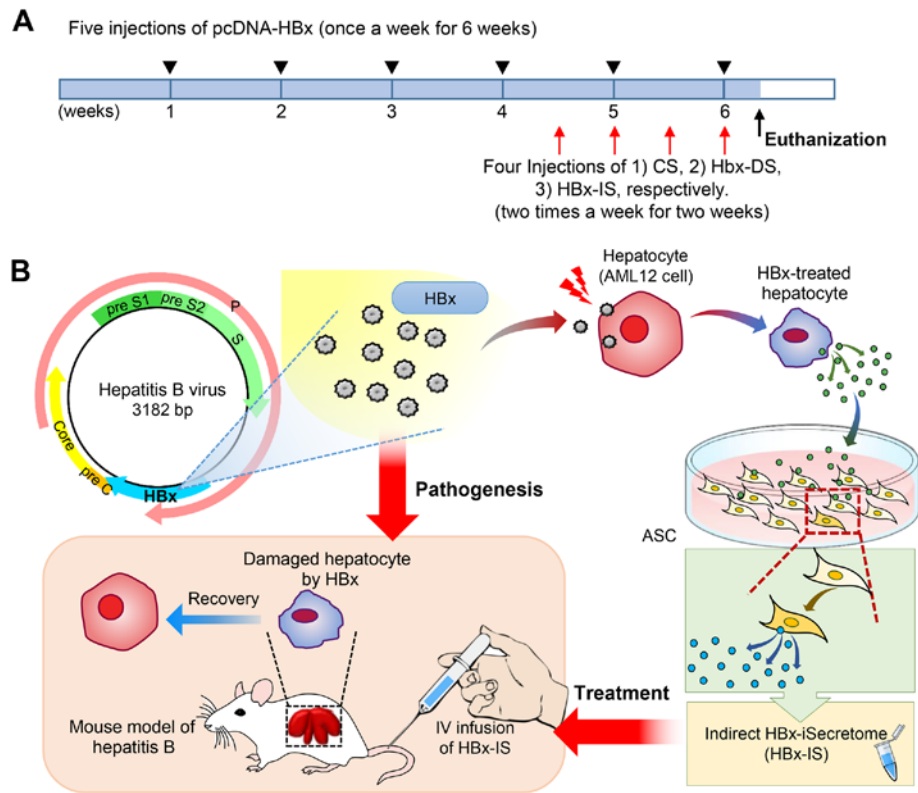 A
Five injections of pcDNA-HBx (once a week for 6 weeks)
(weeks) 1 2 3 4 5 6
Euthanization
Four Injections of 1) CS, 2) Hbx-DS,
3) HBx-IS, respectively.
(two times a week for two weeks)
B
pre S1 pre S2 P
S
Hepatitis B virus
3182 bp
Core
pre C
HBx
HBx
Hepatocyte
(AML12 cell)
HBx-treated
hepatocyte
Pathogenesis
ASC
Damaged hepatocyte
by HBx
Recovery
Mouse model of
hepatitis B
IV infusion
of HBx-IS
Treatment
Indirect HBx-iSecretome
(HBx-IS)